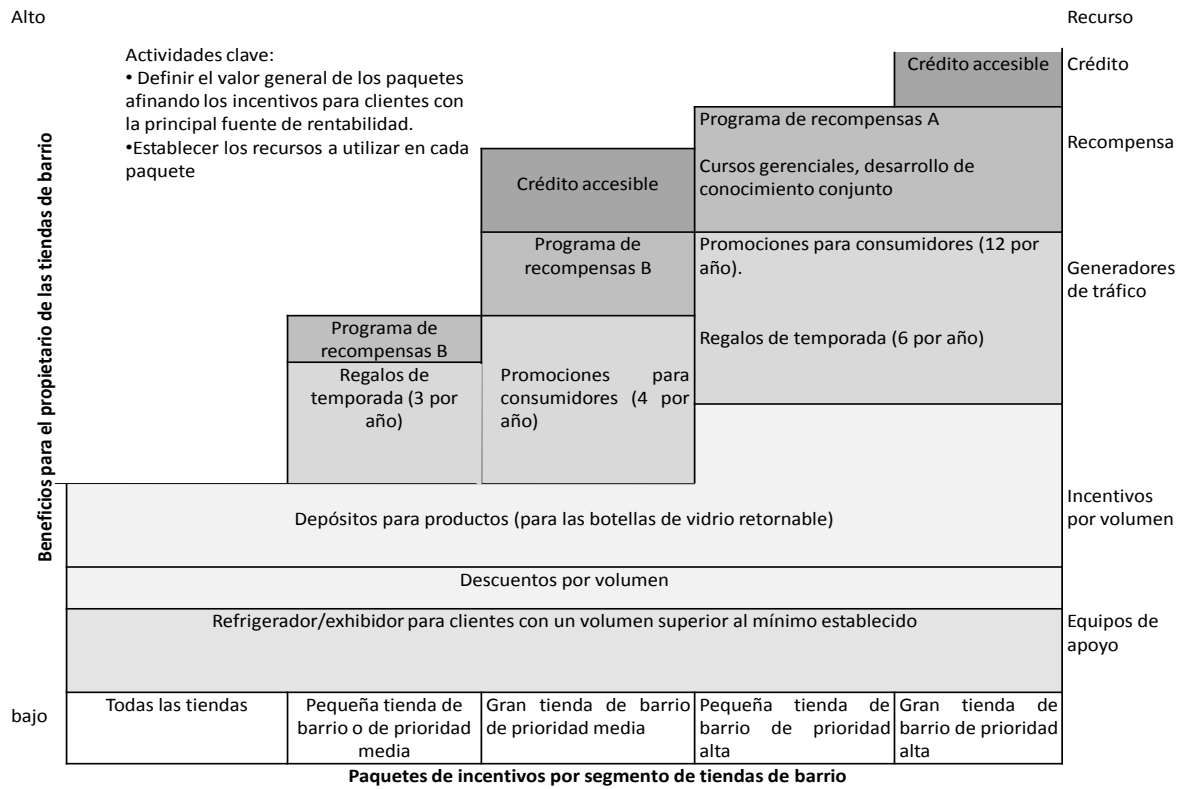 Alto
Recurso
Actividades clave:
• Definir el valor general de los paquetes
afinando los incentivos para clientes con
la principal fuente de rentabilidad.
•Establecer los recursos a utilizar en cada
paquete
Crédito accesible
Crédito
Programa de recompensas A
Cursos gerenciales, desarrollo de
conocimiento conjunto
Recompensa
Crédito accesible
Programa de
recompensas B
Promociones para consumidores (12 por
año).
Regalos de temporada (6 por año)
Generadores
de tráfico
Programa de
recompensas B
Regalos de
temporada (3 por
año)
Promociones para
consumidores (4 por
año)
Depósitos para productos (para las botellas de vidrio retornable)
Incentivos
por volumen
Descuentos por volumen
Refrigerador/exhibidor para clientes con un volumen superior al mínimo establecido
Equipos de
apoyo
Beneficios para el propietario de las tiendas de barrio
bajo
Todas las tiendas
Pequeña tienda de
barrio o de prioridad
media
Gran tienda de barrio
de prioridad media
Pequeña tienda de
barrio de prioridad
alta
Gran tienda de
barrio de prioridad
alta
Paquetes de incentivos por segmento de tiendas de barrio